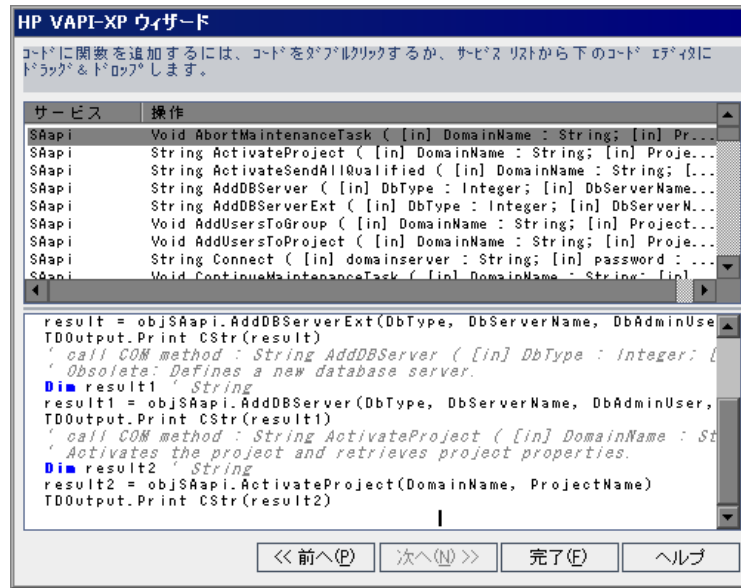 HP VAPI-XP ウィザード
コードに関数を追加するには、コードをダブルクリックするか、サービス リストから下のコード エディタに
ドラッグ & ドロップします。
サービス 操作
SAapi Void AbortMaintenanceTask ( [in] DomainName : String; [in] Pr...
SAapi String ActivateProject ( [in] DomainName : String; [in] Proje...
SAapi String ActivateSendAllQualified ( [in] DomainName : String; [...
SAapi String AddDBServer ( [in] DbType : Integer; [in] DbServerName...
SAapi String AddDBServerExt ( [in] DbType : Integer; [in] DbServerN...
SAapi Void AddUsersToGroup ( [in] DomainName : String; [in] Project...
SAapi Void AddUsersToProject ( [in] DomainName : String; [in] Proje...
SAapi String Connect ( [in] domainserver : String; [in] password : ...
SAapi Void ContinueMaintenanceTask ( [in] DomainName : String; [in]
result = objSAapi.AddDBServerExt(DbType, DbServerName, DbAdminUse
TDOutput.Print CStr(result)
' call COM method : String AddDBServer ( [in] DbType : Integer; [
' Obsolete: Defines a new database server.
Dim result1 ' String
result1 = objSAapi.AddDBServer(DbType, DbServerName, DbAdminUser,
TDOutput.Print CStr(result1)
' call COM method : String ActivateProject ( [in] DomainName : St
' Activates the project and retrieves project properties.
Dim result2 ' String
result2 = objSAapi.ActivateProject(DomainName, ProjectName)
TDOutput.Print CStr(result2)
<< 前へ(P) 次へ(N) >> 完了(F) ヘルプ